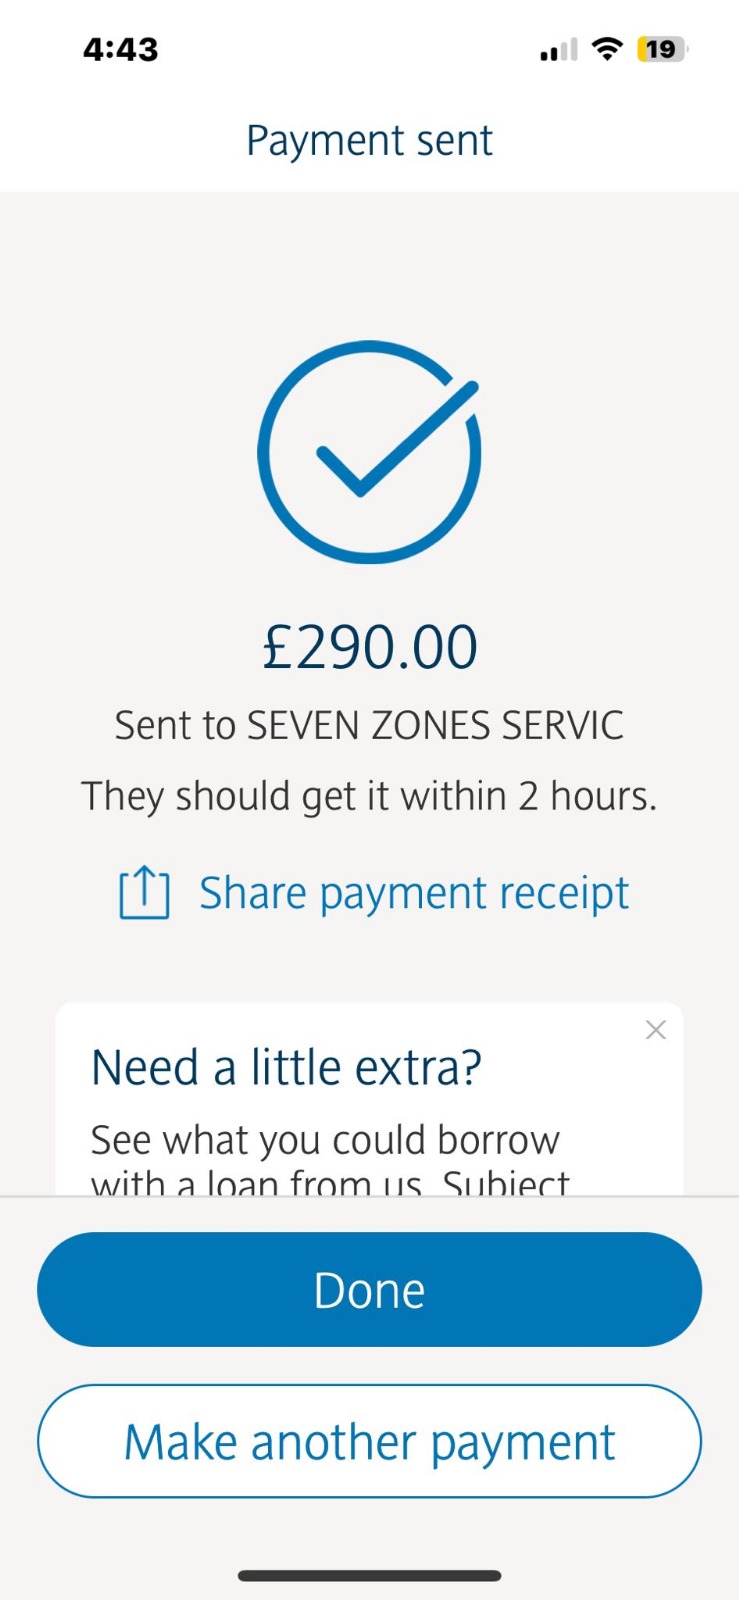 4:43
19
Payment sent
£290.00
Sent to SEVEN ZONES SERVIC
They should get it within 2 hours.
Share payment receipt
Need a little extra?
See what you could borrow
with a loan from us. Subject
Done
Make another payment